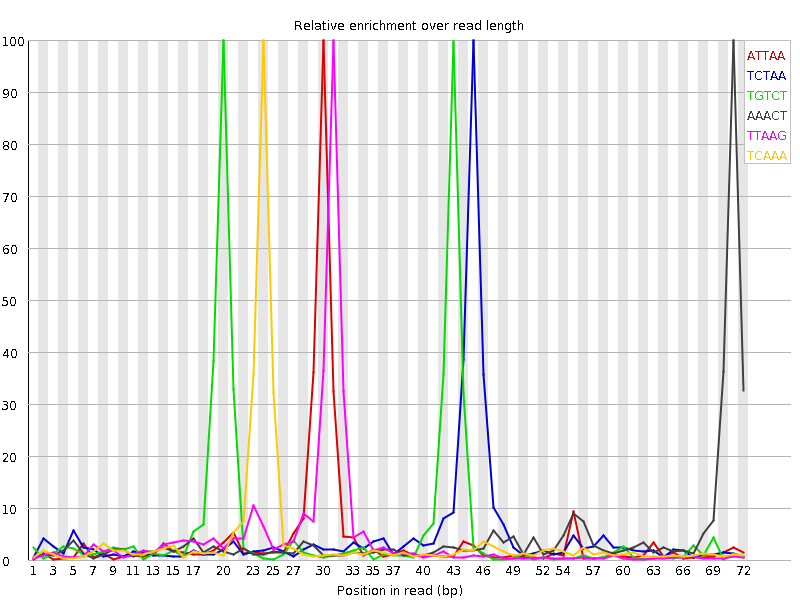 Relative enrichment over read length
100
90
80
70
60
50
40
30
20
10
0
ATTAA
TCTAA
TGTCT
AAACT
TTAAG
TCAAA
1 3 5 7 9 11 13 15 17 20 22 25 27 30 33 35 37 40 43 46 49 52 54 57 60 63 66 69 72
Position in read (bp)